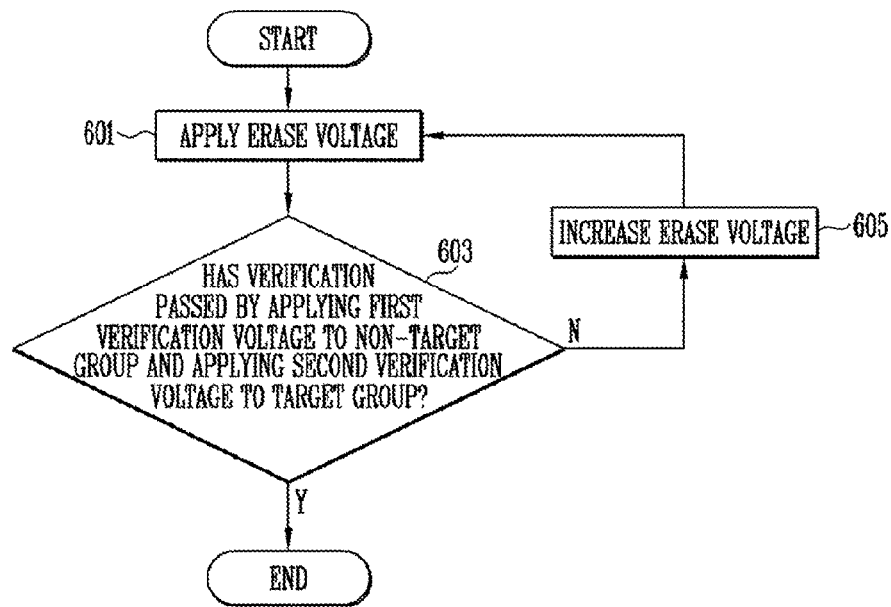 START
601
APPLY ERASE VOLTAGE
603
HAS VERIFICATION
PASSED BY APPLYING FIRST
VERIFICATION VOLTAGE TO NON-TARGET
GROUP AND APPLYING SECOND VERIFICATION
VOLTAGE TO TARGET GROUP?
N
INCREASE ERASE VOLTAGE
605
Y
END